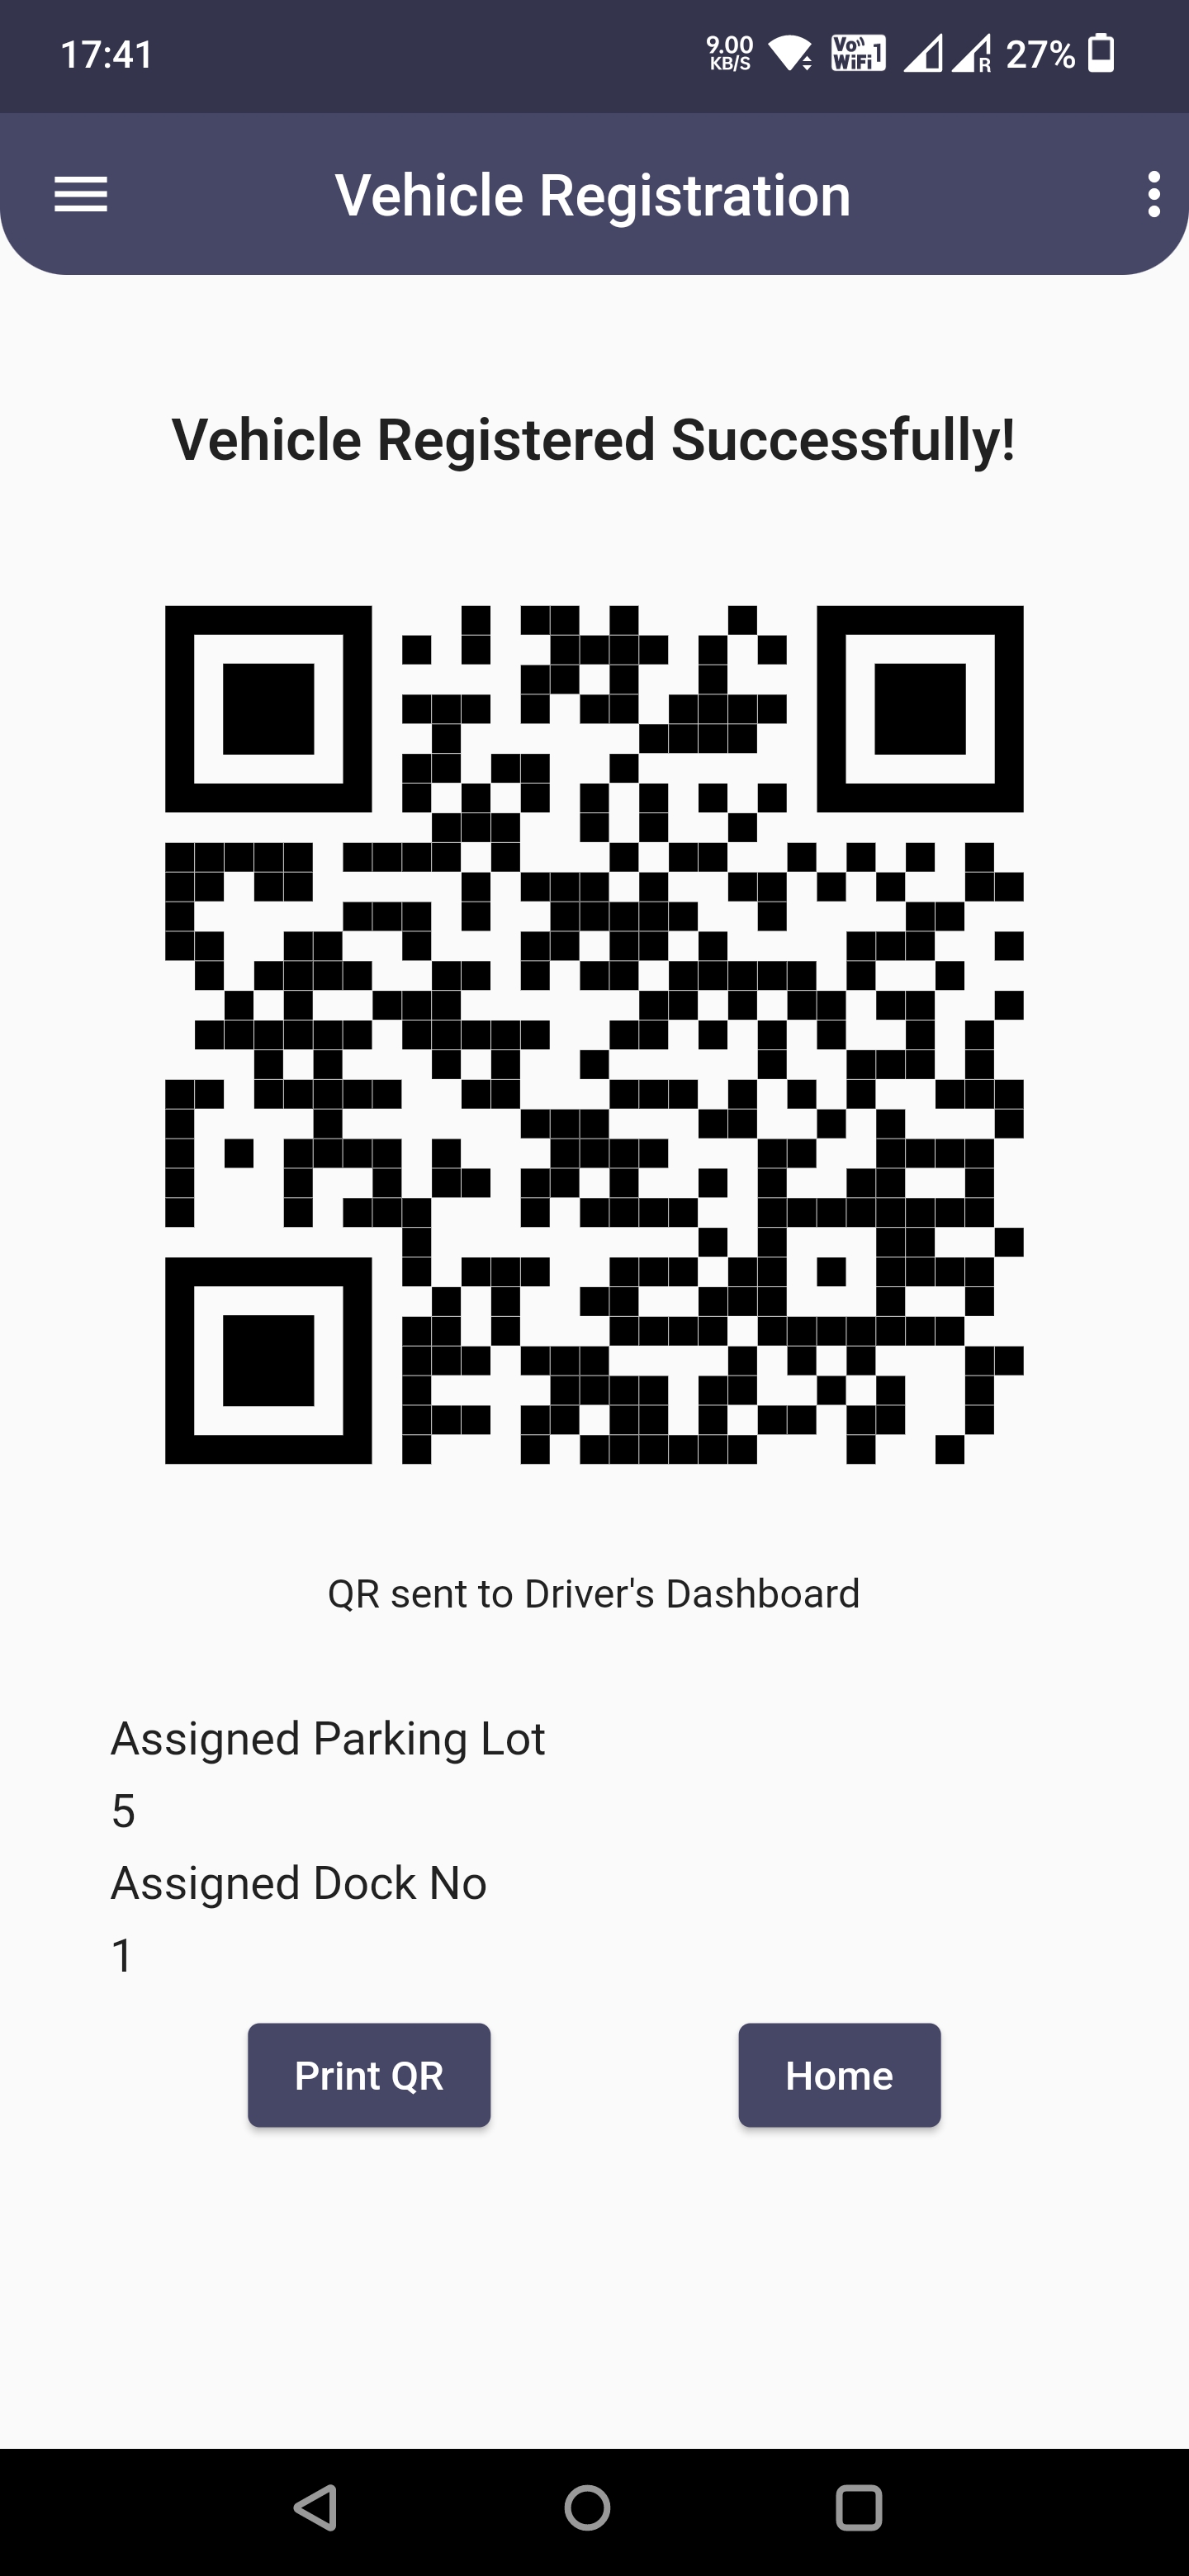 17:41
9.00 KB/S
Vo WiFi 1
R
27%
Vehicle Registration
Vehicle Registered Successfully!
QR sent to Driver's Dashboard
Assigned Parking Lot
5
Assigned Dock No
1
Print QR
Home